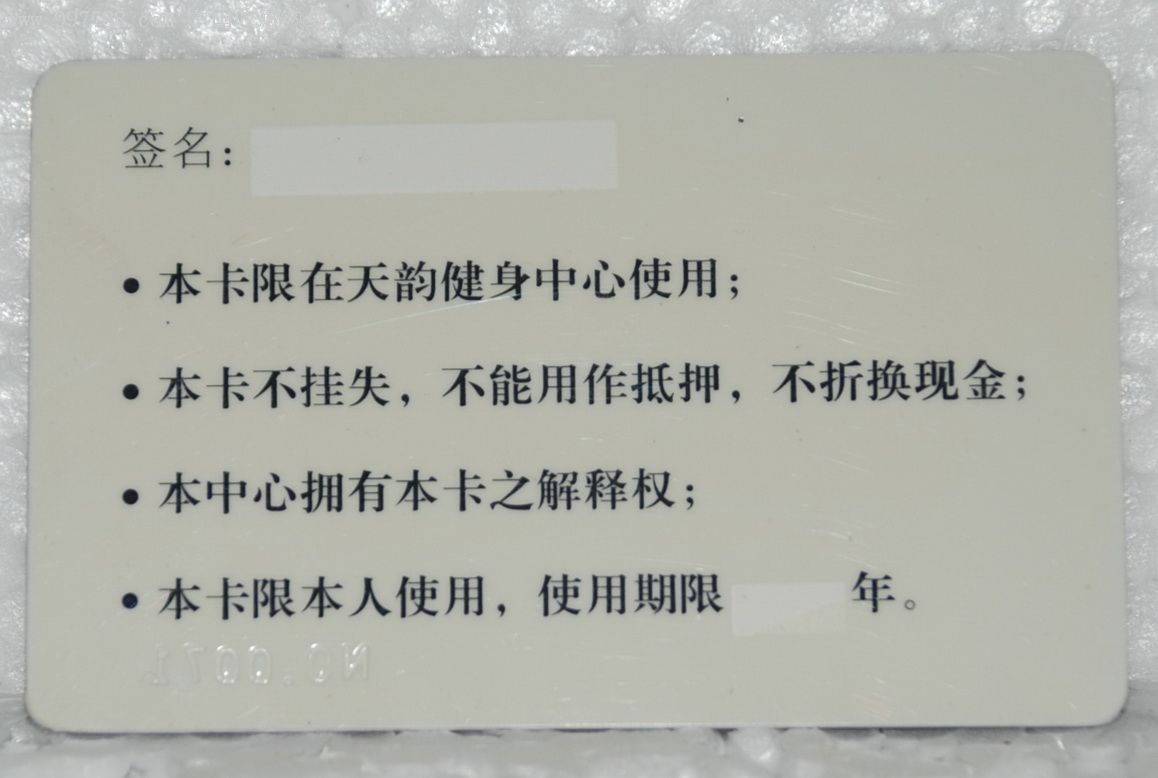 签名：
• 本卡限在天韵健身中心使用；
• 本卡不挂失，不能用作抵押，不折换现金；
• 本中心拥有本卡之解释权；
• 本卡限本人使用，使用期限 年。
NO.0071